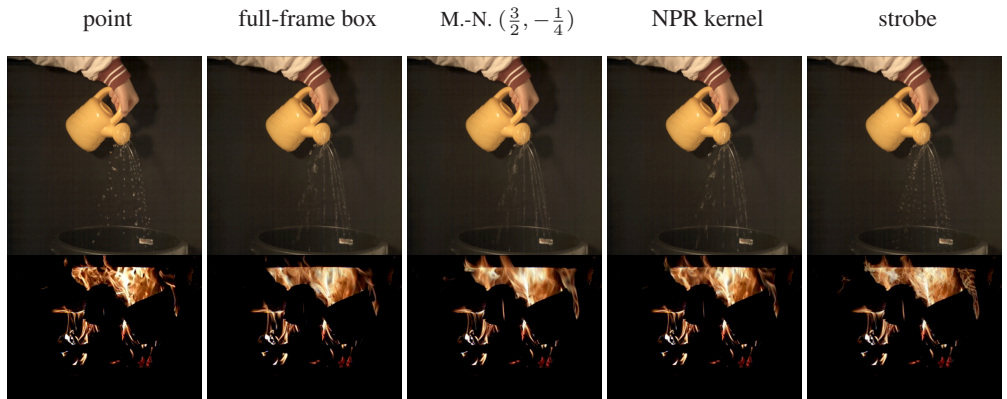 point full-frame box M.-N. (3/2, −1/4) NPR kernel strobe